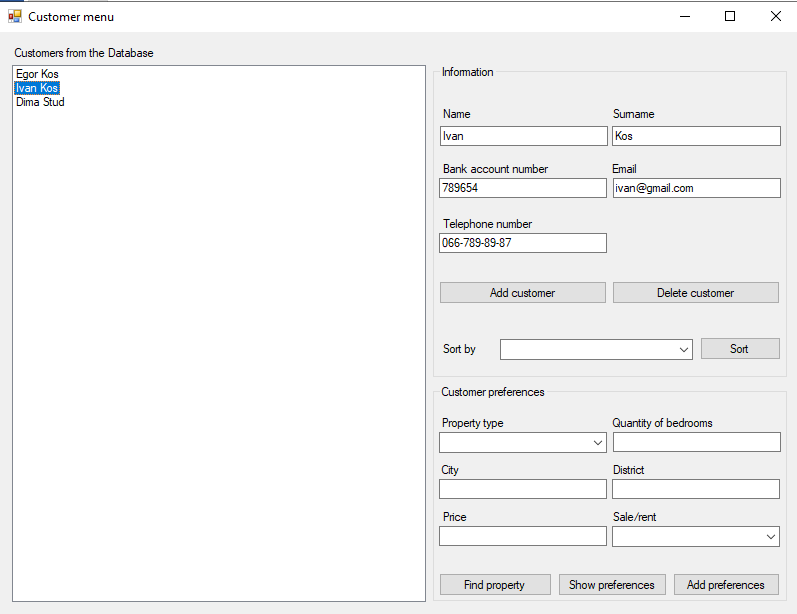 Customer menu
Customers from the Database
Egor Kos
Ivan Kos
Dima Stud
Information
Name Surname
Ivan Kos
Bank account number Email
789654 ivan@gmail.com
Telephone number
066-789-89-87
Add customer Delete customer
Sort by Sort
Customer preferences
Property type Quantity of bedrooms
City District
Price Sale/rent
Find property Show preferences Add preferences